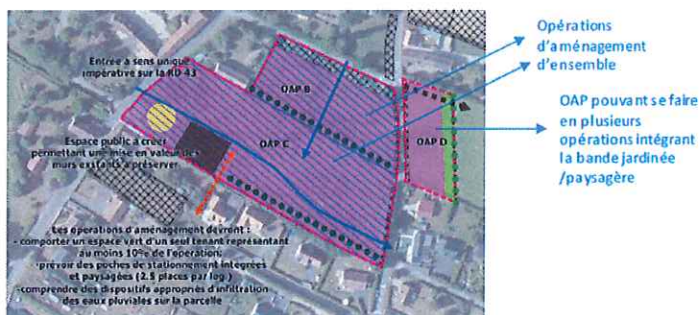 Entrée à sens unique
impérative sur la RD 43
OAP B
Espace public à créer
permettant une mise en valeur des
murs existants à préserver
OAP C
OAP D
Les opérations d'aménagement devront :
- comporter un espace vert d'un seul tenant représentant
au moins 10% de l'opération;
- prévoir des poches de stationnement intégrées
et paysagées (2.5 places par log.)
-comprendre des dispositifs appropriés d'infiltration
des eaux pluviales sur la parcelle
Opérations
d'aménagement
d'ensemble
OAP pouvant se faire
en plusieurs
opérations intégrant
la bande jardinée
/paysagère